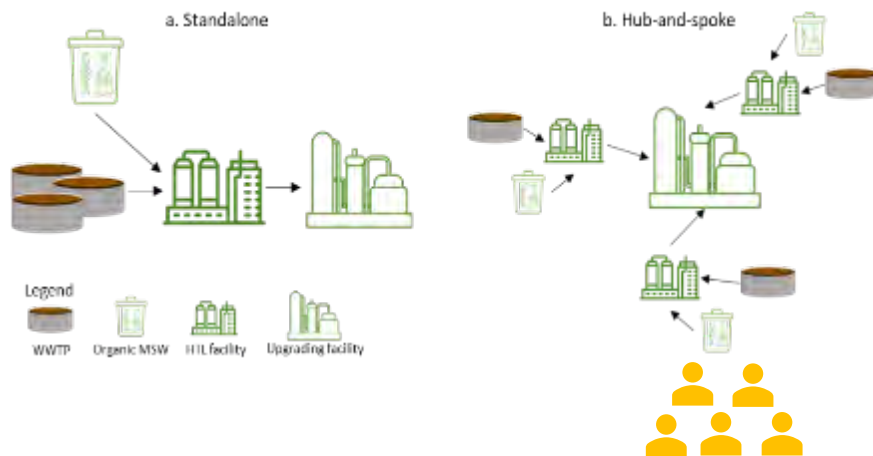 a. Standalone
b. Hub-and-spoke
Legend
WWTP
Organic MSW
HTL facility
Upgrading facility